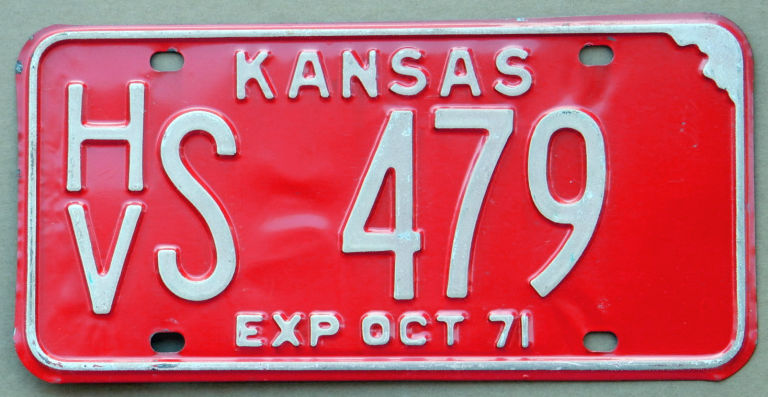 KANSAS
HV S 479
EXP OCT 71